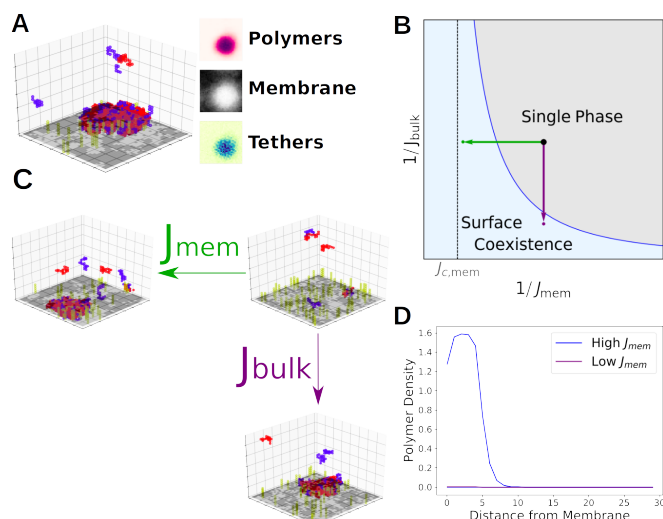 A
Polymers
Membrane
Tethers
B
1/J_bulk
Single Phase
Surface
Coexistence
J_c,mem
1/J_mem
C
J_mem
J_bulk
D
Polymer Density
1.6
1.4
1.2
1.0
0.8
0.6
0.4
0.2
0.0
High J_mem
Low J_mem
0 5 10 15 20 25 30
Distance from Membrane